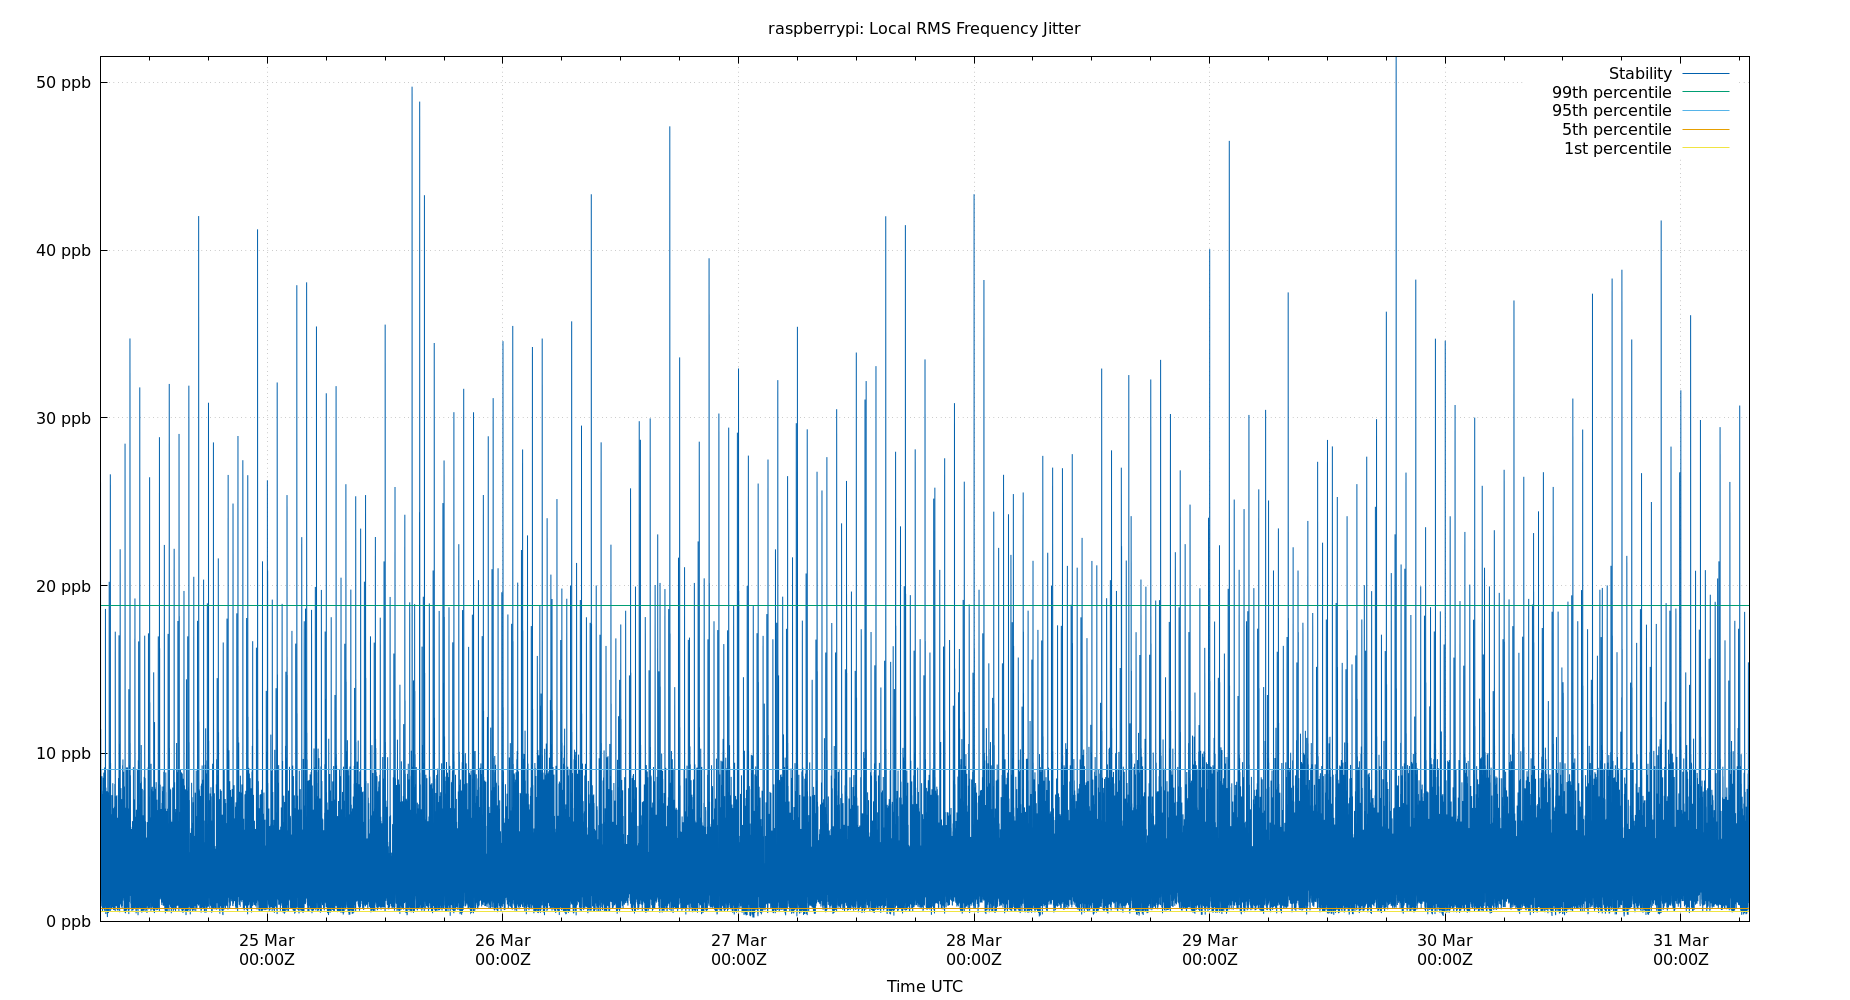 raspberrypi: Local RMS Frequency Jitter
50 ppb
40 ppb
30 ppb
20 ppb
10 ppb
0 ppb
Stability
99th percentile
95th percentile
5th percentile
1st percentile
25 Mar 26 Mar 27 Mar 28 Mar 29 Mar 30 Mar 31 Mar
00:00Z 00:00Z 00:00Z 00:00Z 00:00Z 00:00Z 00:00Z
Time UTC